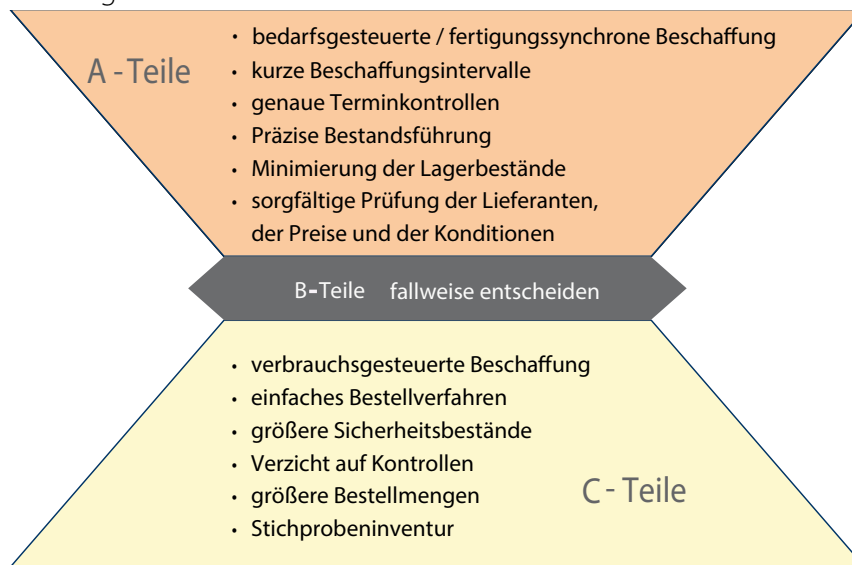 A - Teile
• bedarfsgesteuerte / fertigungssynchrone Beschaffung
• kurze Beschaffungsintervalle
• genaue Terminkontrollen
• Präzise Bestandsführung
• Minimierung der Lagerbestände
• sorgfältige Prüfung der Lieferanten,
der Preise und der Konditionen
B-Teile fallweise entscheiden
• verbrauchsgesteuerte Beschaffung
• einfaches Bestellverfahren
• größere Sicherheitsbestände
• Verzicht auf Kontrollen
• größere Bestellmengen
• Stichprobeninventur
C - Teile